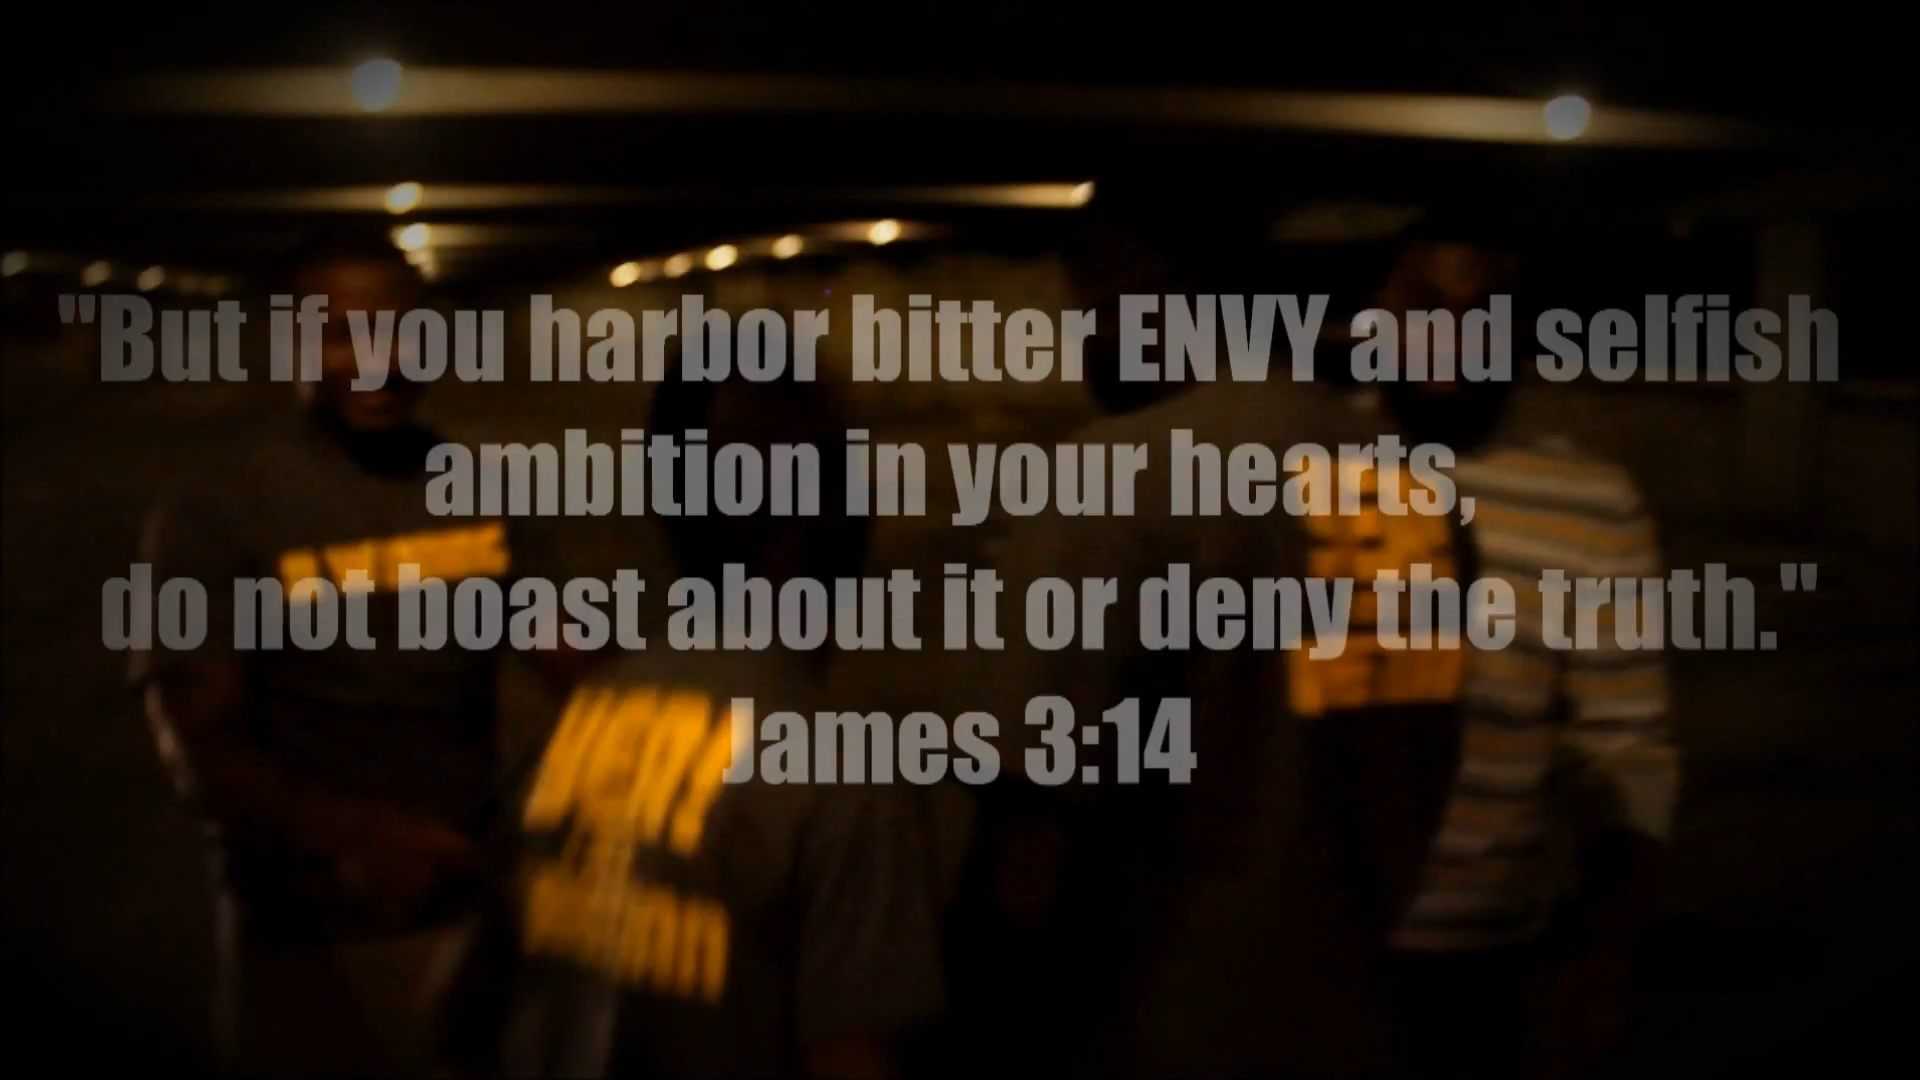 "But if you harbor bitter ENVY and selfish
ambition in your hearts,
do not boast about it or deny the truth."
James 3:14